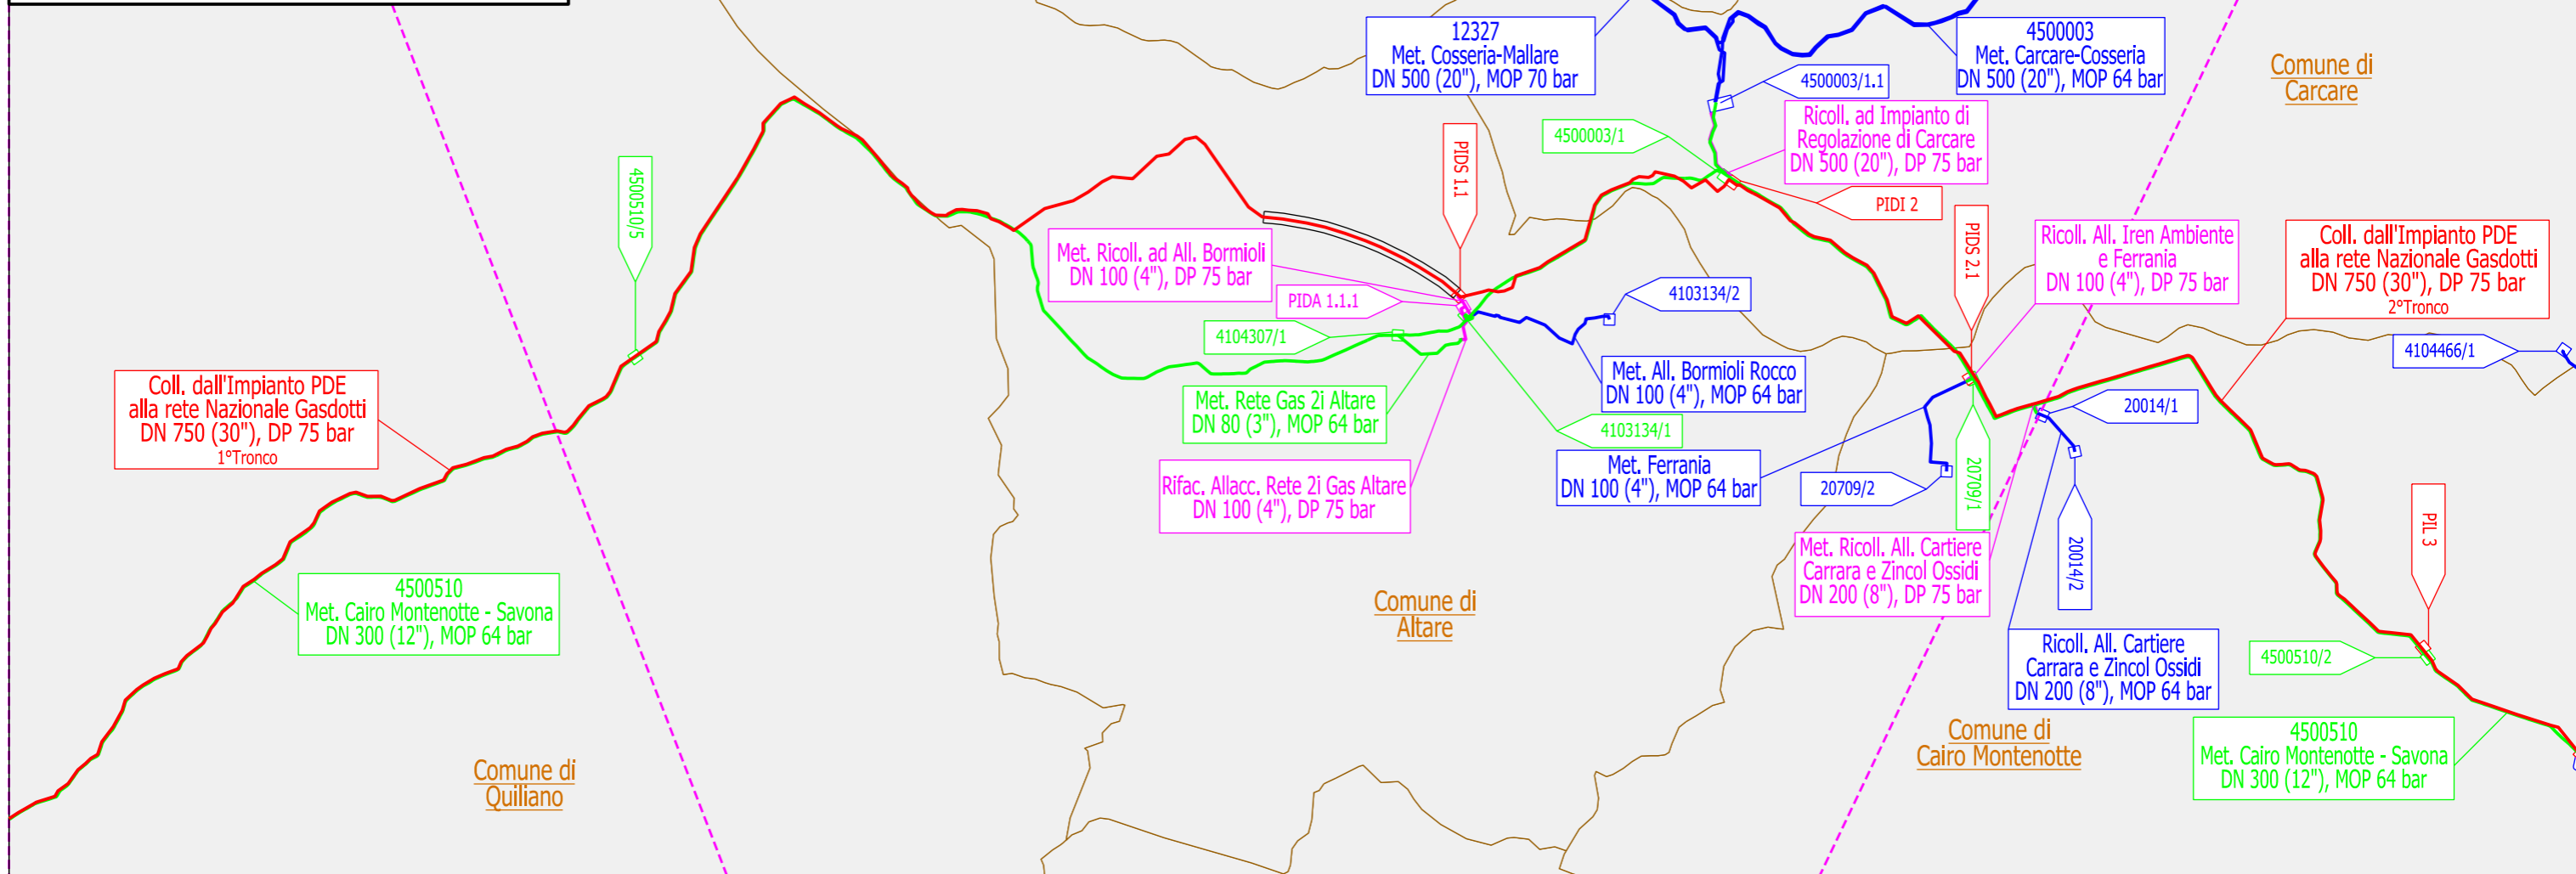 12327
Met. Cosseria-Mallare
DN 500 (20"), MOP 70 bar
4500003
Met. Carcare-Cosseria
DN 500 (20"), MOP 64 bar
Comune di
Carcare
4500003/1.1
Ricoll. ad Impianto di
Regolazione di Carcare
DN 500 (20"), DP 75 bar
4500003/1
PIDS 1.1
PIDI 2
4500510/5
PIDS 2.1
Ricoll. All. Iren Ambiente
e Ferrania
DN 100 (4"), DP 75 bar
Coll. dall'Impianto PDE
alla rete Nazionale Gasdotti
DN 750 (30"), DP 75 bar
2°Tronco
Met. Ricoll. ad All. Bormioli
DN 100 (4"), DP 75 bar
PIDA 1.1.1
4103134/2
4104307/1
4104466/1
Met. All. Bormioli Rocco
DN 100 (4"), MOP 64 bar
Coll. dall'Impianto PDE
alla rete Nazionale Gasdotti
DN 750 (30"), DP 75 bar
1°Tronco
Met. Rete Gas 2i Altare
DN 80 (3"), MOP 64 bar
20014/1
4103134/1
Met. Ferrania
DN 100 (4"), MOP 64 bar
20709/2
20709/1
Rifac. Allacc. Rete 2i Gas Altare
DN 100 (4"), DP 75 bar
PIL 3
Met. Ricoll. All. Cartiere
Carrara e Zincol Ossidi
DN 200 (8"), DP 75 bar
20014/2
4500510
Met. Cairo Montenotte - Savona
DN 300 (12"), MOP 64 bar
Comune di
Altare
Ricoll. All. Cartiere
Carrara e Zincol Ossidi
DN 200 (8"), MOP 64 bar
4500510/2
Comune di
Cairo Montenotte
4500510
Met. Cairo Montenotte - Savona
DN 300 (12"), MOP 64 bar
Comune di
Quiliano